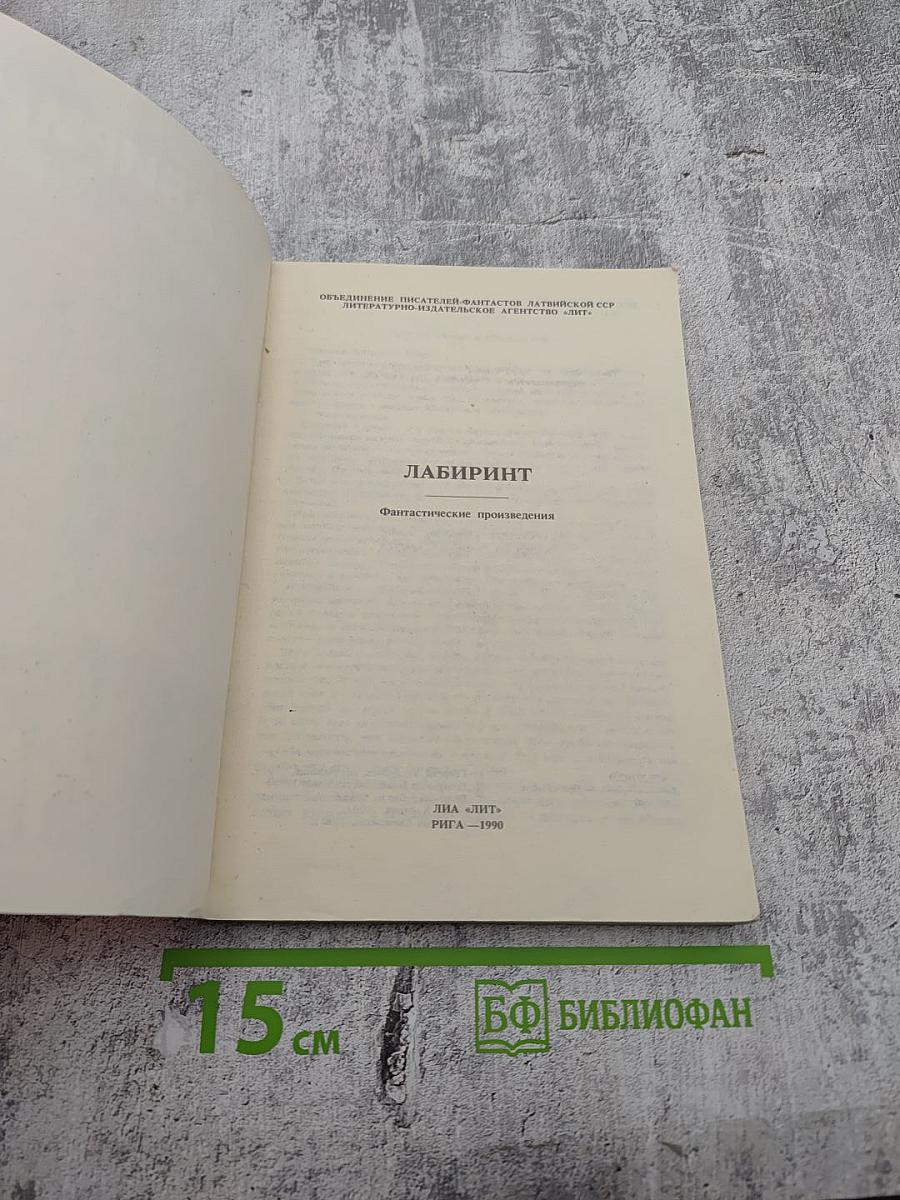 ОБЪЕДИНЕНИЕ ПИСАТЕЛЕЙ-ФАНТАСТОВ ЛАТВИЙСКОЙ ССР
ЛИТЕРАТУРНО-ИЗДАТЕЛЬСКОЕ АГЕНТСТВО «ЛИТ»
ЛАБИРИНТ
Фантастические произведения
ЛИА «ЛИТ»
РИГА —1990
15 см
БФ БИБЛИОФАН